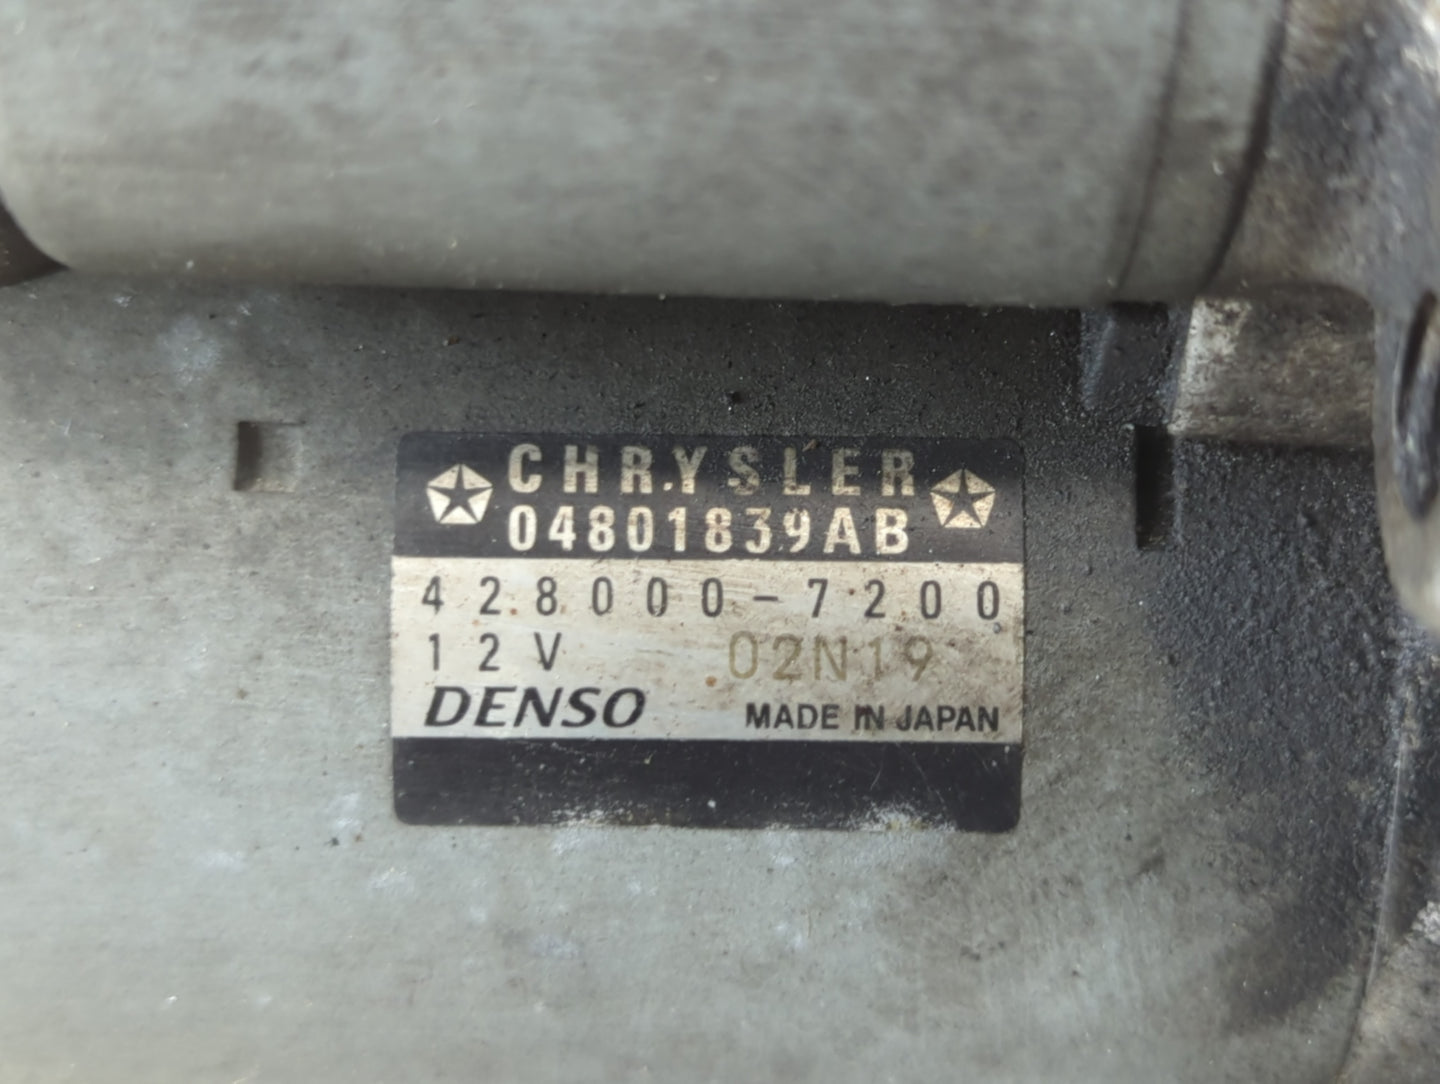 CHRYSLER
04801839AB
428000-7200
12V 02N19
DENSO MADE IN JAPAN